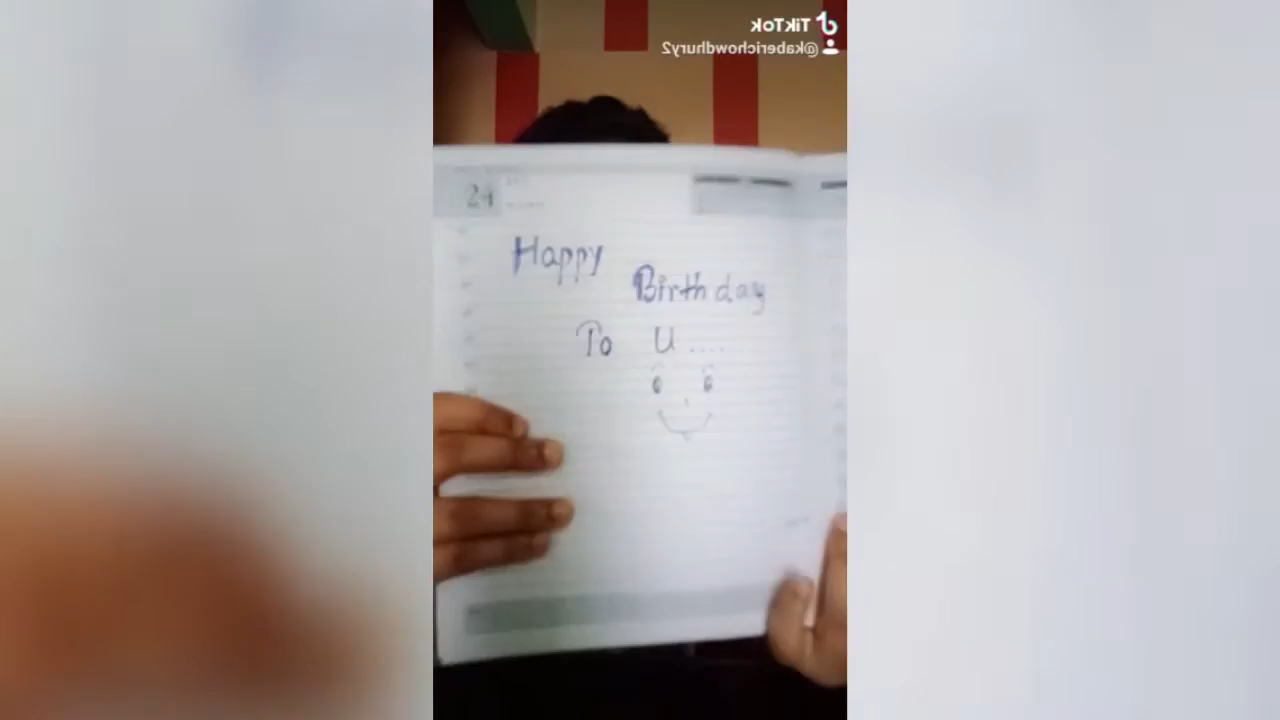 TikTok
@kaberichowdhury2
24
Happy
Birthday
To U ....